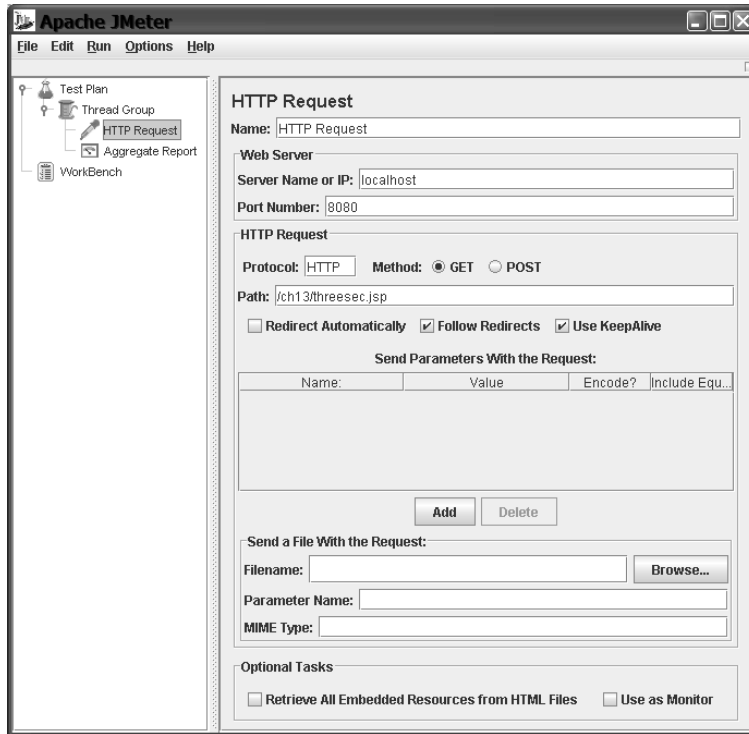 Apache JMeter
File Edit Run Options Help
Test Plan
Thread Group
HTTP Request
Aggregate Report
WorkBench
HTTP Request
Name: HTTP Request
Web Server
Server Name or IP: localhost
Port Number: 8080
HTTP Request
Protocol: HTTP Method: GET POST
Path: /ch13/threesec.jsp
Redirect Automatically Follow Redirects Use KeepAlive
Send Parameters With the Request:
Name: Value Encode? Include Equ...
Add Delete
Send a File With the Request:
Filename: Browse...
Parameter Name:
MIME Type:
Optional Tasks
Retrieve All Embedded Resources from HTML Files Use as Monitor